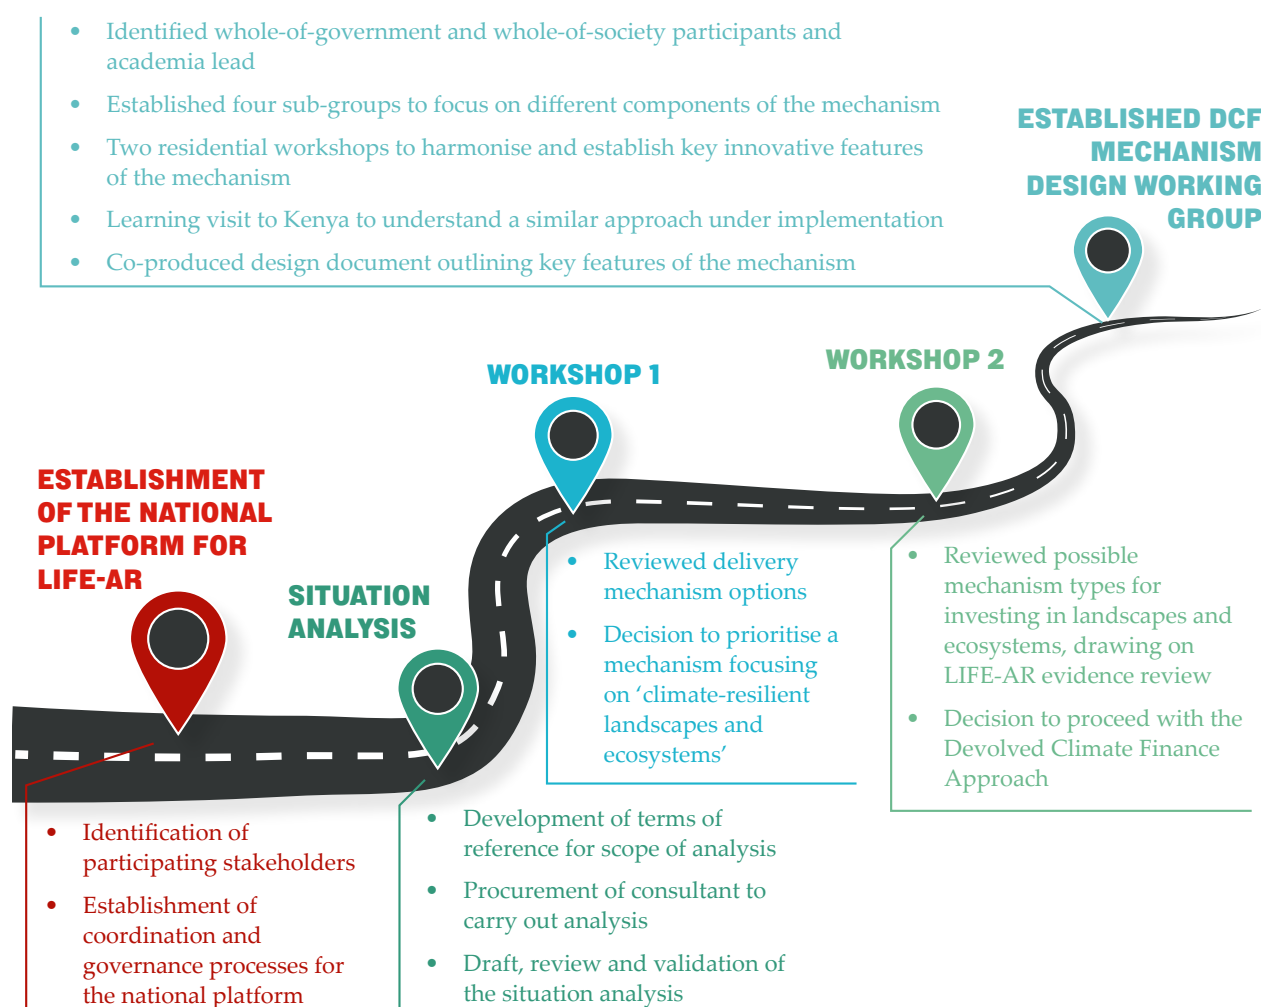 • Identified whole-of-government and whole-of-society participants and
academia lead
• Established four sub-groups to focus on different components of the mechanism
• Two residential workshops to harmonise and establish key innovative features
of the mechanism
• Learning visit to Kenya to understand a similar approach under implementation
• Co-produced design document outlining key features of the mechanism
ESTABLISHED DCF
MECHANISM
DESIGN WORKING
GROUP
WORKSHOP 1
WORKSHOP 2
ESTABLISHMENT
OF THE NATIONAL
PLATFORM FOR
LIFE-AR
SITUATION
ANALYSIS
• Reviewed delivery
mechanism options
• Decision to prioritise a
mechanism focusing
on ‘climate-resilient
landscapes and
ecosystems’
• Reviewed possible
mechanism types for
investing in landscapes and
ecosystems, drawing on
LIFE-AR evidence review
• Decision to proceed with the
Devolved Climate Finance
Approach
• Identification of
participating stakeholders
• Establishment of
coordination and
governance processes for
the national platform
• Development of terms of
reference for scope of analysis
• Procurement of consultant to
carry out analysis
• Draft, review and validation of
the situation analysis